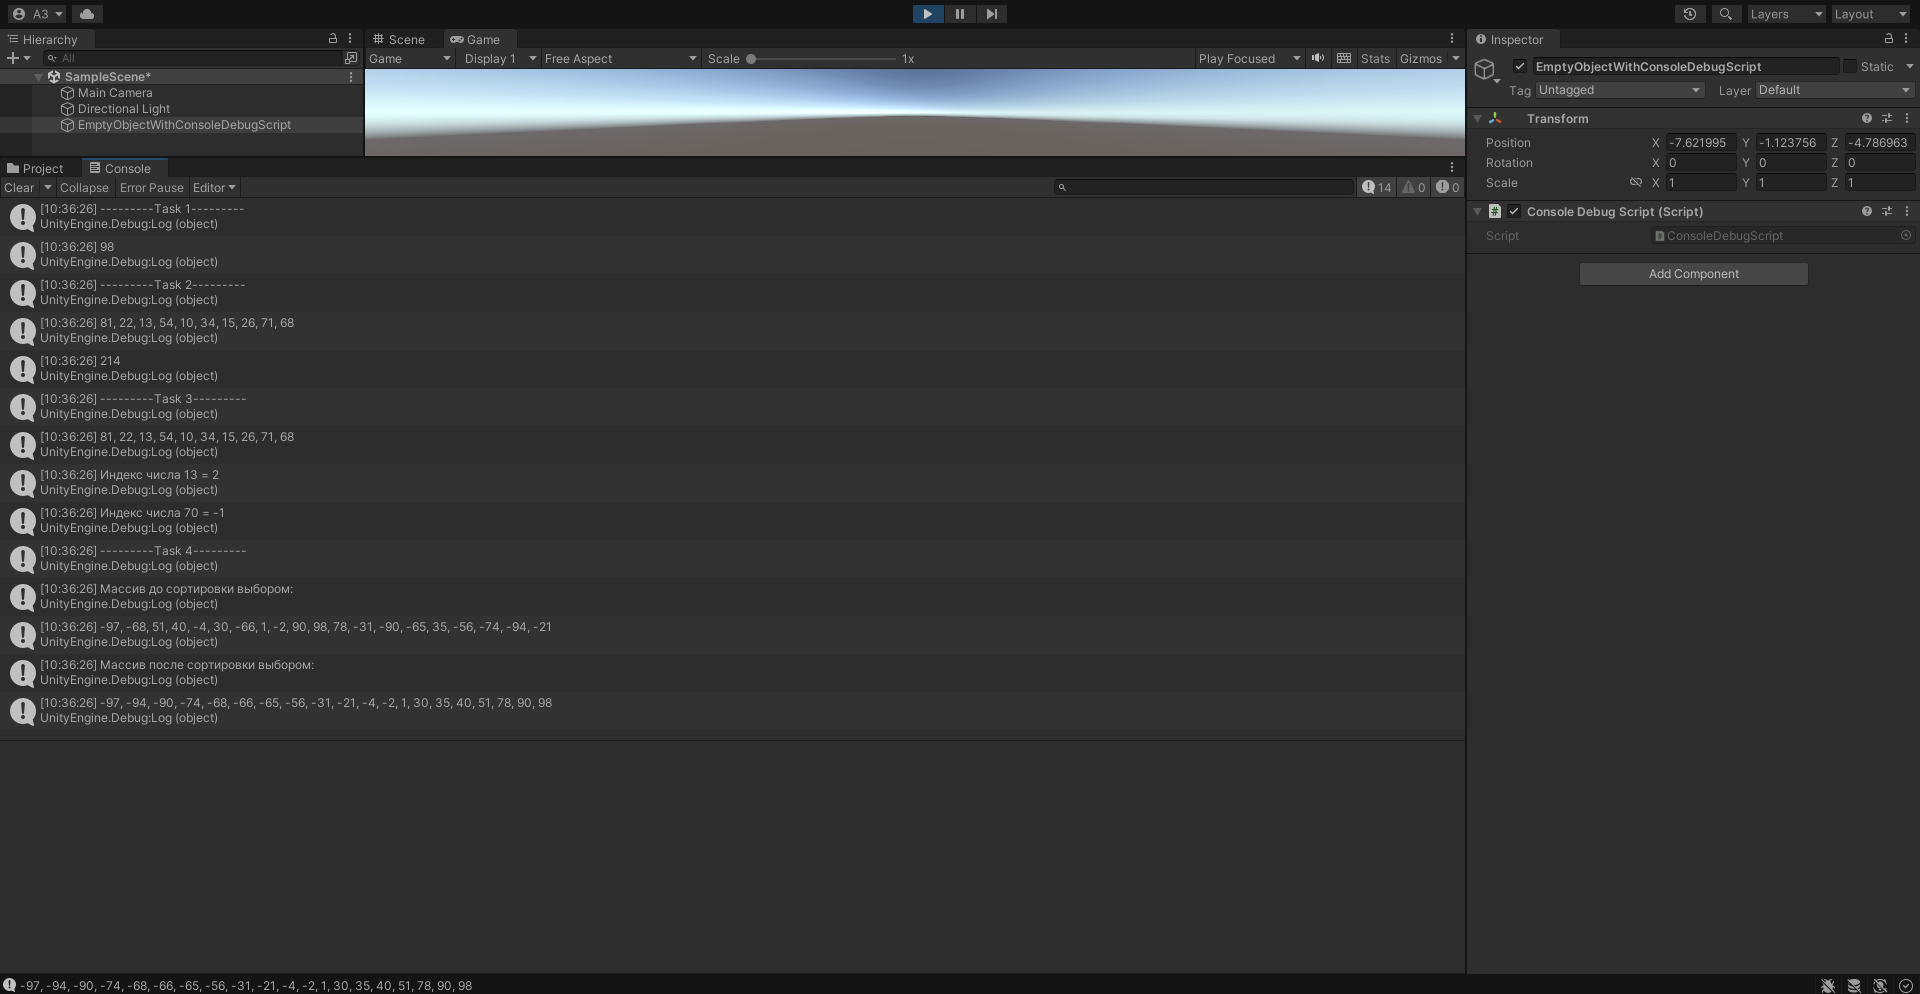 A3
Layers
Layout
Hierarchy
All
SampleScene*
Main Camera
Directional Light
EmptyObjectWithConsoleDebugScript
Scene
Game
Game
Display 1
Free Aspect
Scale
1x
Play Focused
Stats
Gizmos
Project
Console
Clear
Collapse
Error Pause
Editor
14
0
0
[10:36:26] ---------Task 1---------
UnityEngine.Debug:Log (object)
[10:36:26] 98
UnityEngine.Debug:Log (object)
[10:36:26] ---------Task 2---------
UnityEngine.Debug:Log (object)
[10:36:26] 81, 22, 13, 54, 10, 34, 15, 26, 71, 68
UnityEngine.Debug:Log (object)
[10:36:26] 214
UnityEngine.Debug:Log (object)
[10:36:26] ---------Task 3---------
UnityEngine.Debug:Log (object)
[10:36:26] 81, 22, 13, 54, 10, 34, 15, 26, 71, 68
UnityEngine.Debug:Log (object)
[10:36:26] Индекс числа 13 = 2
UnityEngine.Debug:Log (object)
[10:36:26] Индекс числа 70 = -1
UnityEngine.Debug:Log (object)
[10:36:26] ---------Task 4---------
UnityEngine.Debug:Log (object)
[10:36:26] Массив до сортировки выбором:
UnityEngine.Debug:Log (object)
[10:36:26] -97, -68, 51, 40, -4, 30, -66, 1, -2, 90, 98, 78, -31, -90, -65, 35, -56, -74, -94, -21
UnityEngine.Debug:Log (object)
[10:36:26] Массив после сортировки выбором:
UnityEngine.Debug:Log (object)
[10:36:26] -97, -94, -90, -74, -68, -66, -65, -56, -31, -21, -4, -2, 1, 30, 35, 40, 51, 78, 90, 98
UnityEngine.Debug:Log (object)
-97, -94, -90, -74, -68, -66, -65, -56, -31, -21, -4, -2, 1, 30, 35, 40, 51, 78, 90, 98
Inspector
EmptyObjectWithConsoleDebugScript
Static
Tag Untagged Layer Default
Transform
Position X -7.621995 Y -1.123756 Z -4.786963
Rotation X 0 Y 0 Z 0
Scale X 1 Y 1 Z 1
# Console Debug Script (Script)
Script ConsoleDebugScript
Add Component